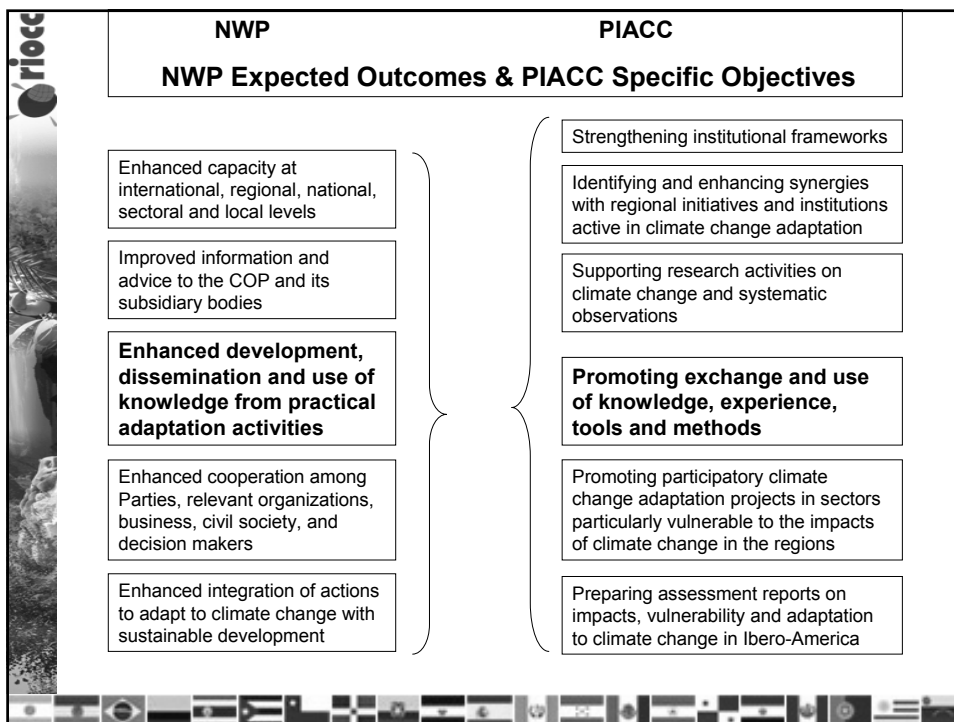 riocc
NWP
PIACC
NWP Expected Outcomes & PIACC Specific Objectives
Enhanced capacity at
international, regional, national,
sectoral and local levels
Improved information and
advice to the COP and its
subsidiary bodies
Enhanced development,
dissemination and use of
knowledge from practical
adaptation activities
Enhanced cooperation among
Parties, relevant organizations,
business, civil society, and
decision makers
Enhanced integration of actions
to adapt to climate change with
sustainable development
Strengthening institutional frameworks
Identifying and enhancing synergies
with regional initiatives and institutions
active in climate change adaptation
Supporting research activities on
climate change and systematic
observations
Promoting exchange and use
of knowledge, experience,
tools and methods
Promoting participatory climate
change adaptation projects in sectors
particularly vulnerable to the impacts
of climate change in the regions
Preparing assessment reports on
impacts, vulnerability and adaptation
to climate change in Ibero-America